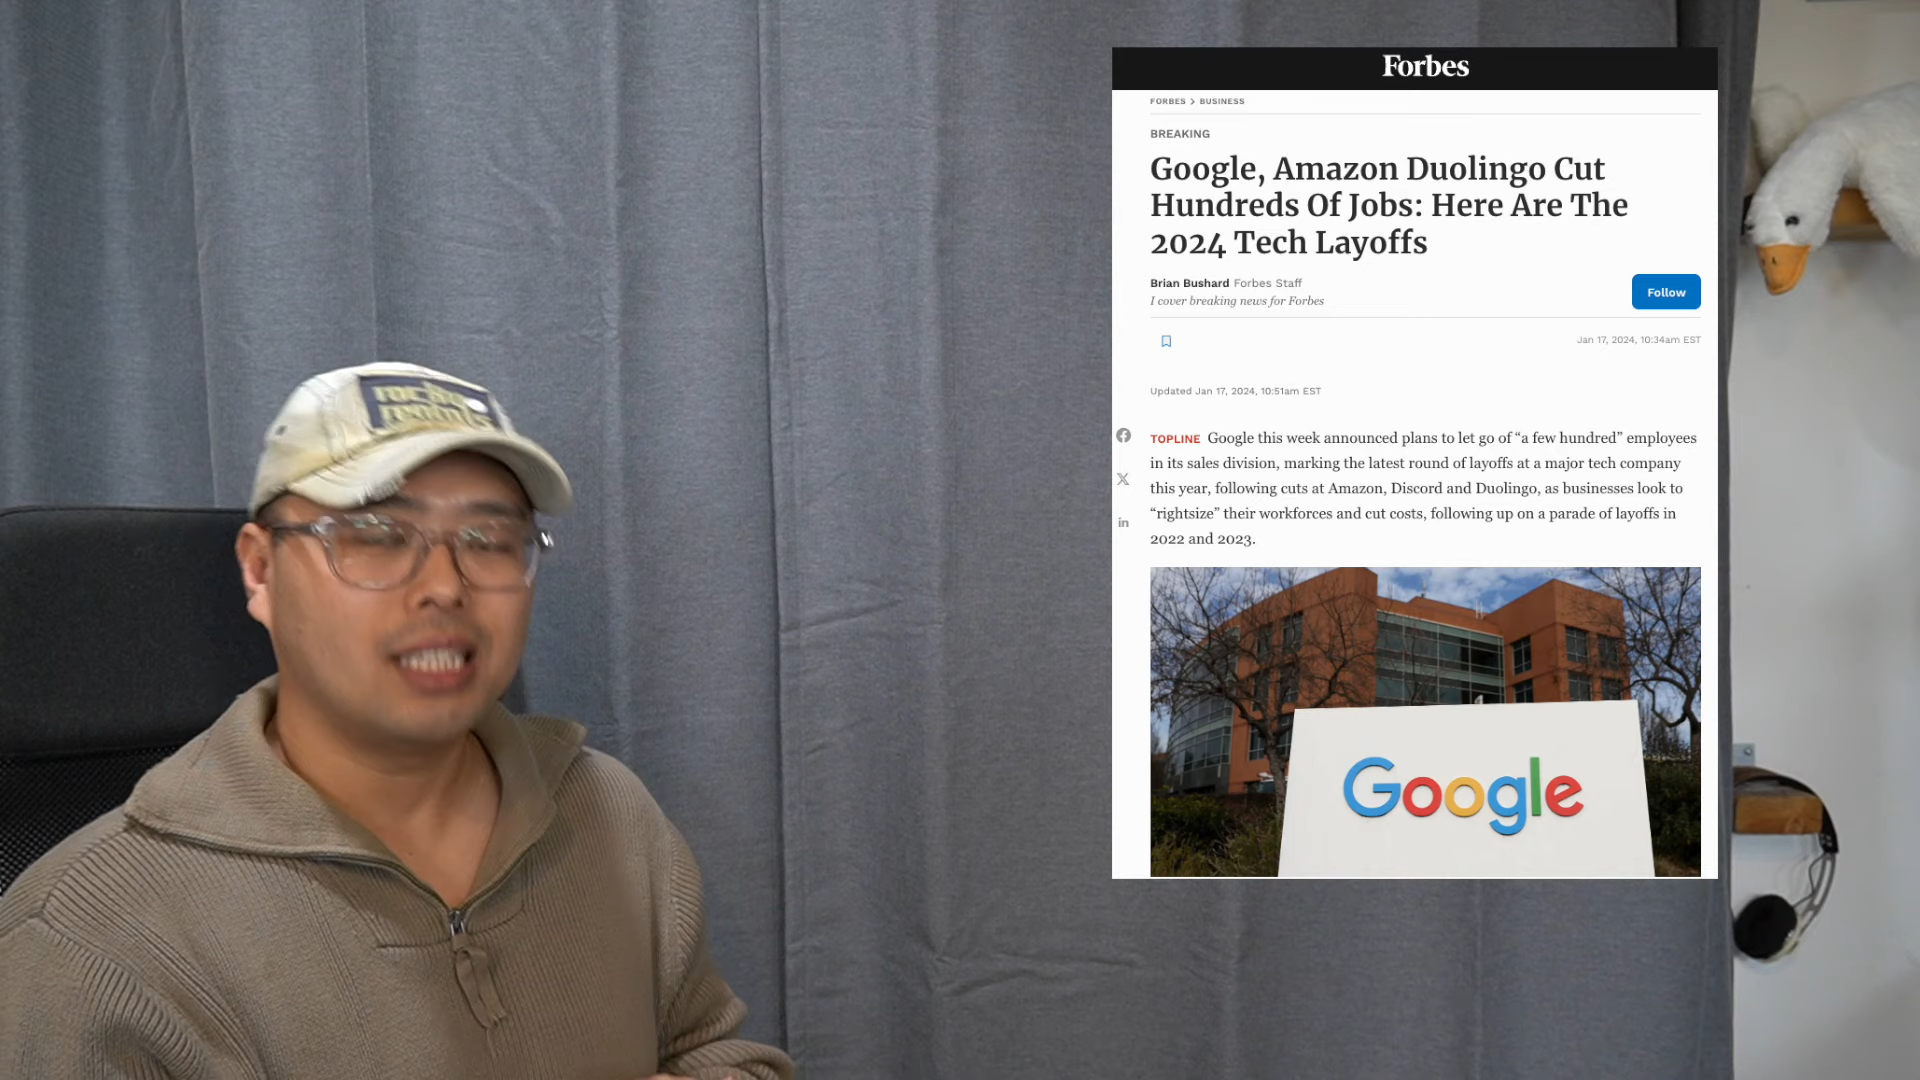 Forbes
FORBES > BUSINESS
BREAKING
Google, Amazon Duolingo Cut
Hundreds Of Jobs: Here Are The
2024 Tech Layoffs
Brian Bushard Forbes Staff
I cover breaking news for Forbes
Follow
Jan 17, 2024, 10:34am EST
Updated Jan 17, 2024, 10:51am EST
TOPLINE Google this week announced plans to let go of “a few hundred” employees
in its sales division, marking the latest round of layoffs at a major tech company
this year, following cuts at Amazon, Discord and Duolingo, as businesses look to
“rightsize” their workforces and cut costs, following up on a parade of layoffs in
2022 and 2023.
Google